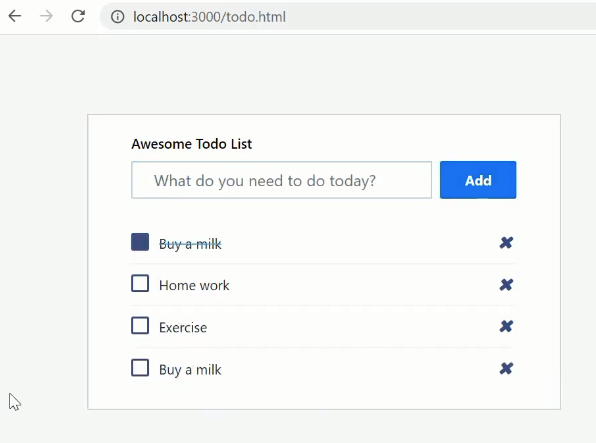 localhost:3000/todo.html
Awesome Todo List
What do you need to do today?
Add
Buy a milk
Home work
Exercise
Buy a milk